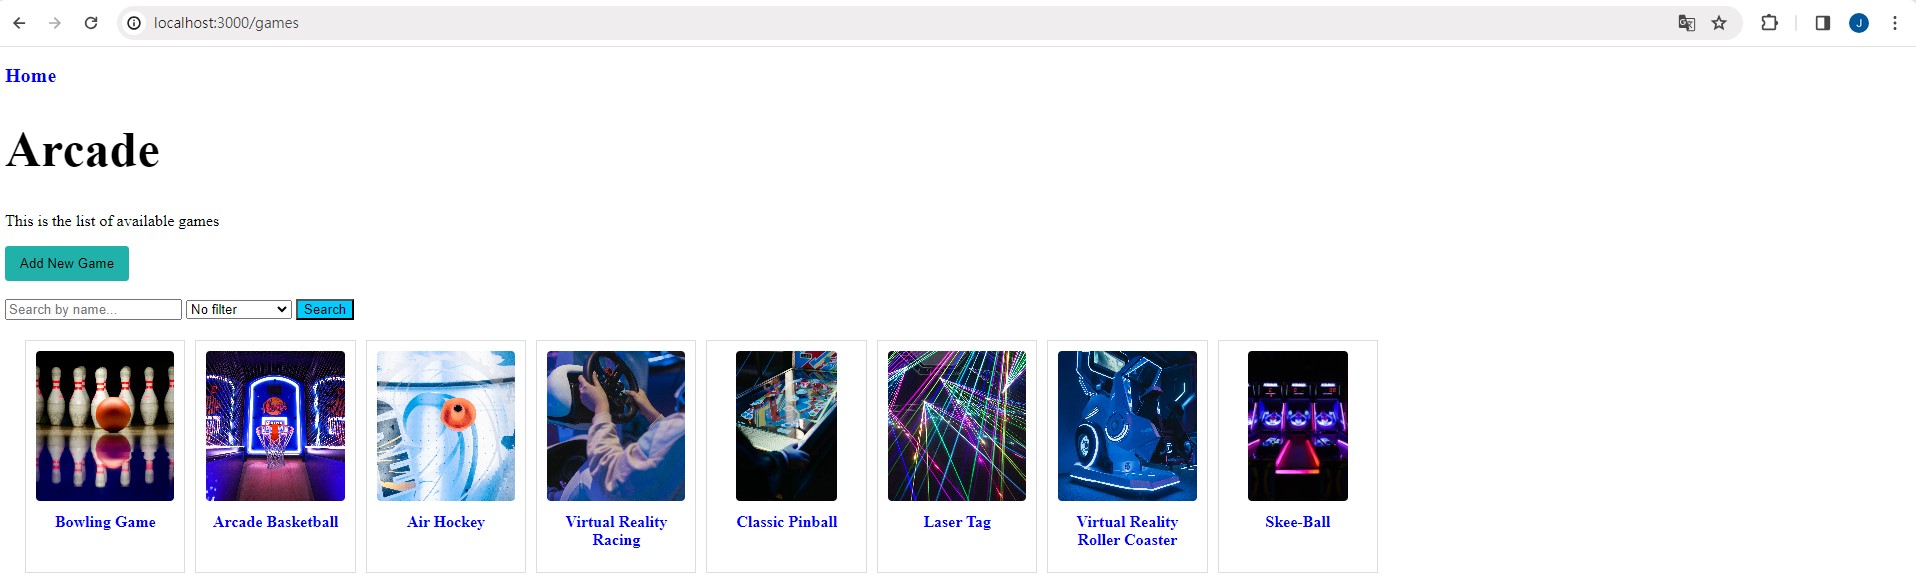 localhost:3000/games
J
Home
Arcade
This is the list of available games
Add New Game
Search by name...
No filter
Search
Bowling Game
Arcade Basketball
Air Hockey
Virtual Reality
Racing
Classic Pinball
Laser Tag
Virtual Reality
Roller Coaster
Skee-Ball